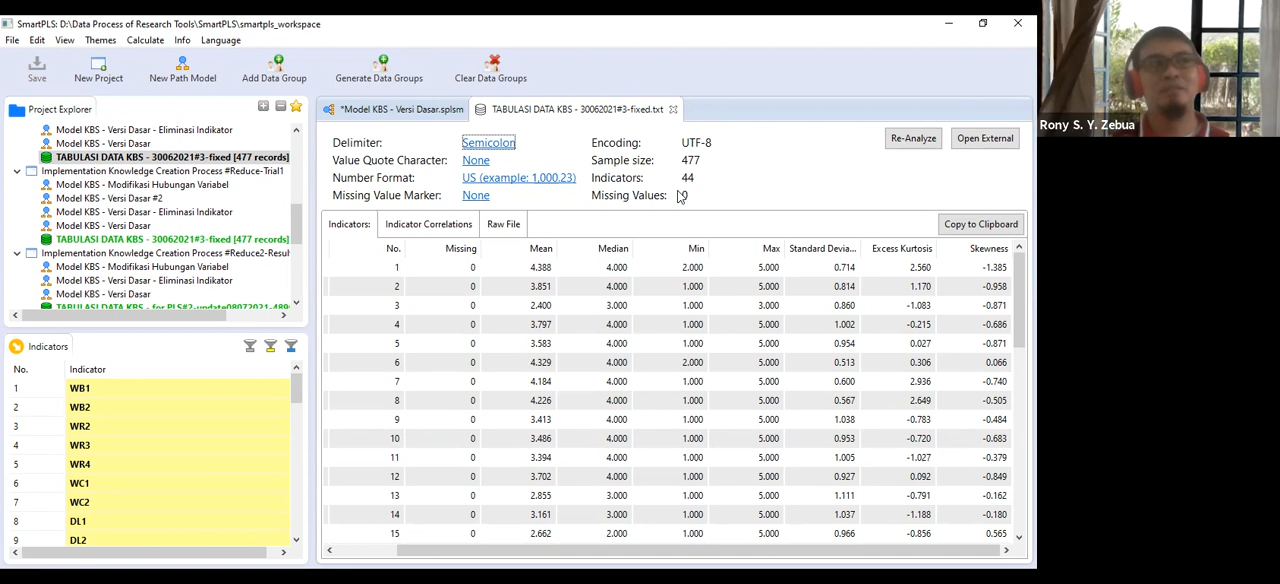 SmartPLS: D:\Data Process of Research Tools\SmartPLS\smartpls_workspace
File Edit View Themes Calculate Info Language
Save New Project New Path Model Add Data Group Generate Data Groups Clear Data Groups
Project Explorer
Model KBS - Versi Dasar - Eliminasi Indikator
Model KBS - Versi Dasar
TABULASI DATA KBS - 30062021#3-fixed [477 records]
Implementation Knowledge Creation Process #Reduce-Trial1
Model KBS - Modifikasi Hubungan Variabel
Model KBS - Versi Dasar #2
Model KBS - Versi Dasar - Eliminasi Indikator
Model KBS - Versi Dasar
TABULASI DATA KBS - 30062021#3-fixed [477 records]
Implementation Knowledge Creation Process #Reduce2-Resul
Model KBS - Modifikasi Hubungan Variabel
Model KBS - Versi Dasar - Eliminasi Indikator
Model KBS - Versi Dasar
TABULASI DATA KBS - for PLS#2-update08072021-489
Indicators
No. Indicator
1 WB1
2 WB2
3 WR2
4 WR3
5 WR4
6 WC1
7 WC2
8 DL1
9 DL2
*Model KBS - Versi Dasar.splsm TABULASI DATA KBS - 30062021#3-fixed.txt
Delimiter: Semicolon Encoding: UTF-8 Re-Analyze Open External
Value Quote Character: None Sample size: 477
Number Format: US (example: 1,000.23) Indicators: 44
Missing Value Marker: None Missing Values: 0
Indicators: Indicator Correlations Raw File Copy to Clipboard
No. Missing Mean Median Min Max Standard Devia... Excess Kurtosis Skewness
1 0 4.388 4.000 2.000 5.000 0.714 2.560 -1.385
2 0 3.851 4.000 1.000 5.000 0.814 1.170 -0.958
3 0 2.400 3.000 1.000 3.000 0.860 -1.083 -0.871
4 0 3.797 4.000 1.000 5.000 1.002 -0.215 -0.686
5 0 3.583 4.000 1.000 5.000 0.954 0.027 -0.871
6 0 4.329 4.000 2.000 5.000 0.513 0.306 0.066
7 0 4.184 4.000 1.000 5.000 0.600 2.936 -0.740
8 0 4.226 4.000 1.000 5.000 0.567 2.649 -0.505
9 0 3.413 4.000 1.000 5.000 1.038 -0.783 -0.484
10 0 3.486 4.000 1.000 5.000 0.953 -0.720 -0.683
11 0 3.394 4.000 1.000 5.000 1.005 -1.027 -0.379
12 0 3.702 4.000 1.000 5.000 0.927 0.092 -0.849
13 0 2.855 3.000 1.000 5.000 1.111 -0.791 -0.162
14 0 3.161 3.000 1.000 5.000 1.037 -1.188 -0.180
15 0 2.662 2.000 1.000 5.000 0.966 -0.856 0.565
Rony S. Y. Zebua